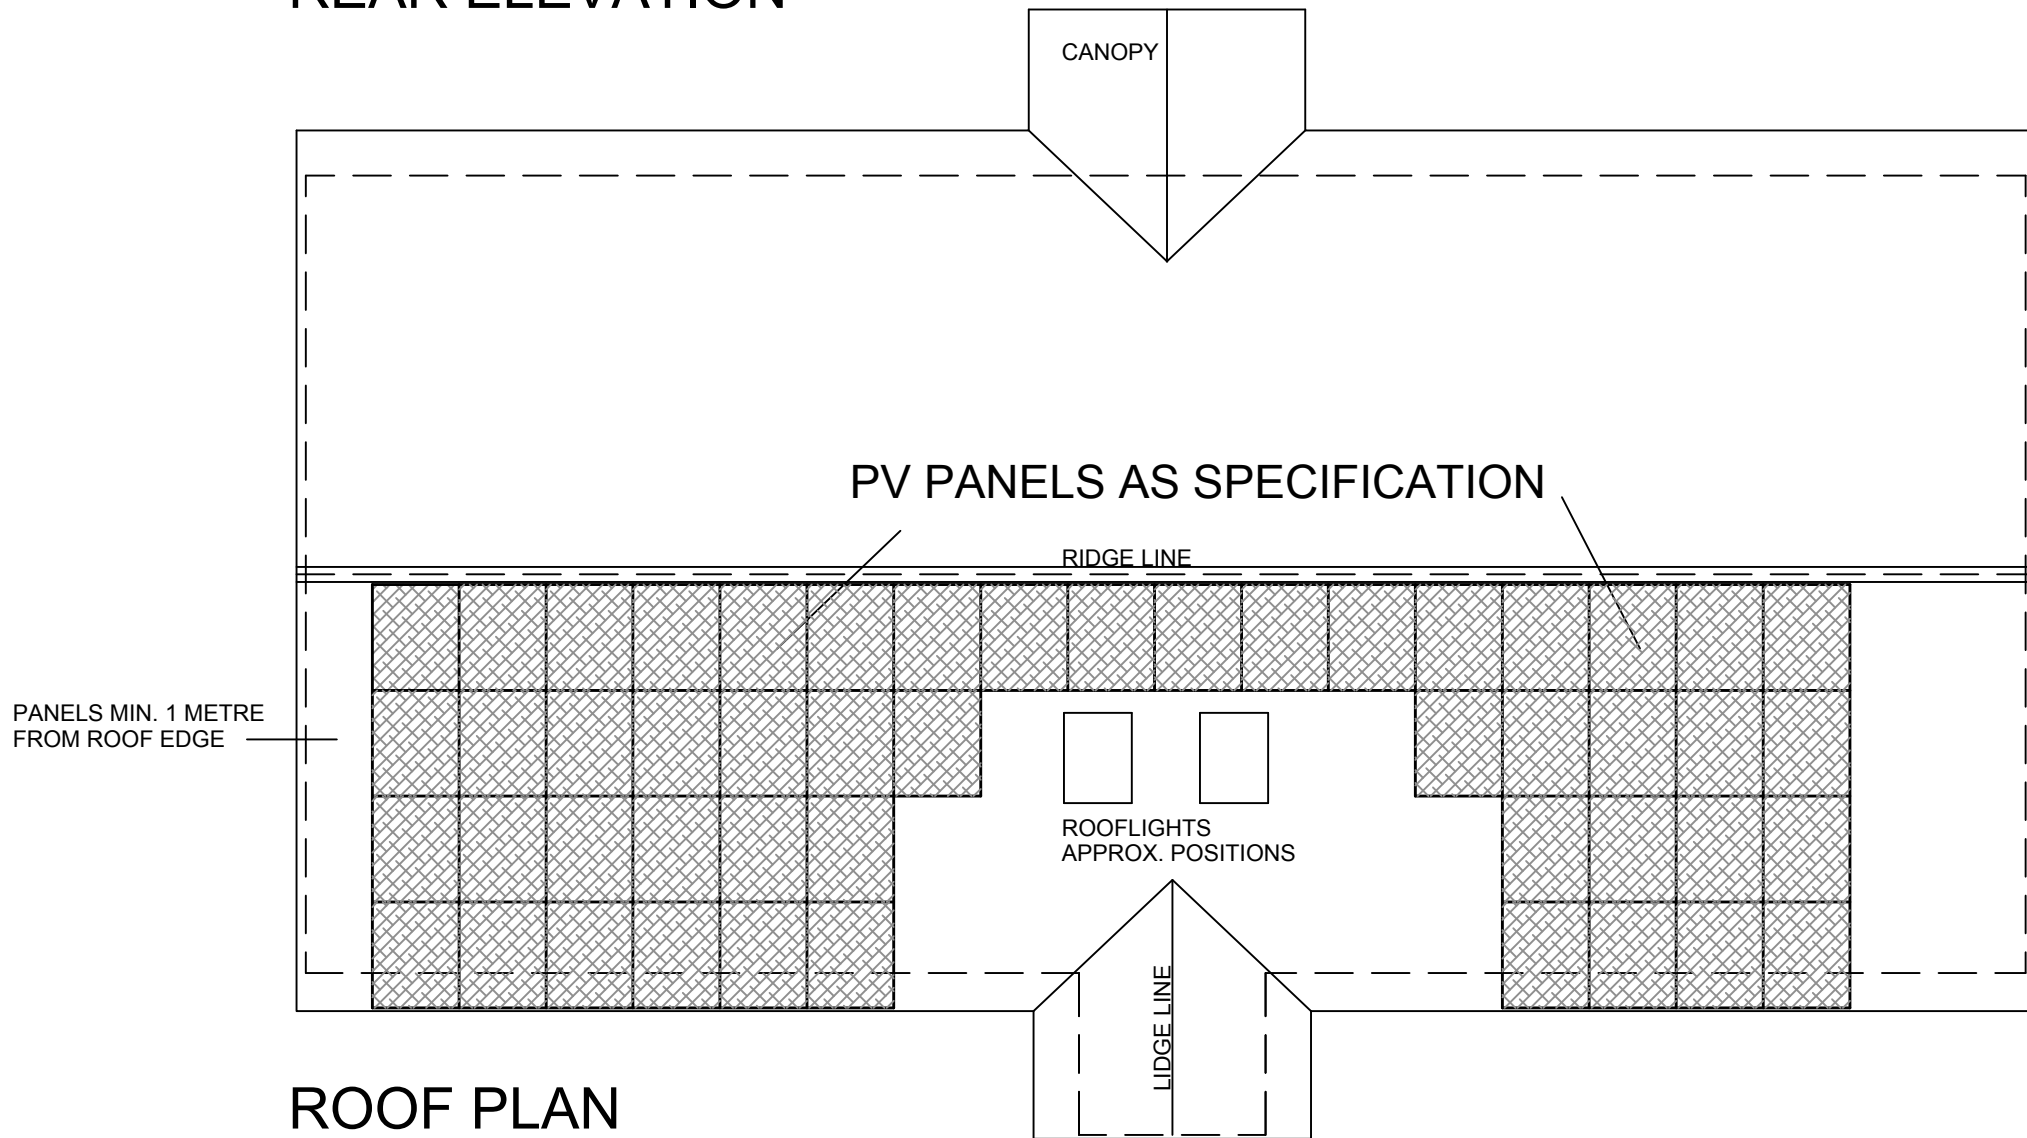 REAR ELEVATION
CANOPY
PV PANELS AS SPECIFICATION
RIDGE LINE
PANELS MIN. 1 METRE
FROM ROOF EDGE
ROOFLIGHTS
APPROX. POSITIONS
LIDGE LINE
ROOF PLAN